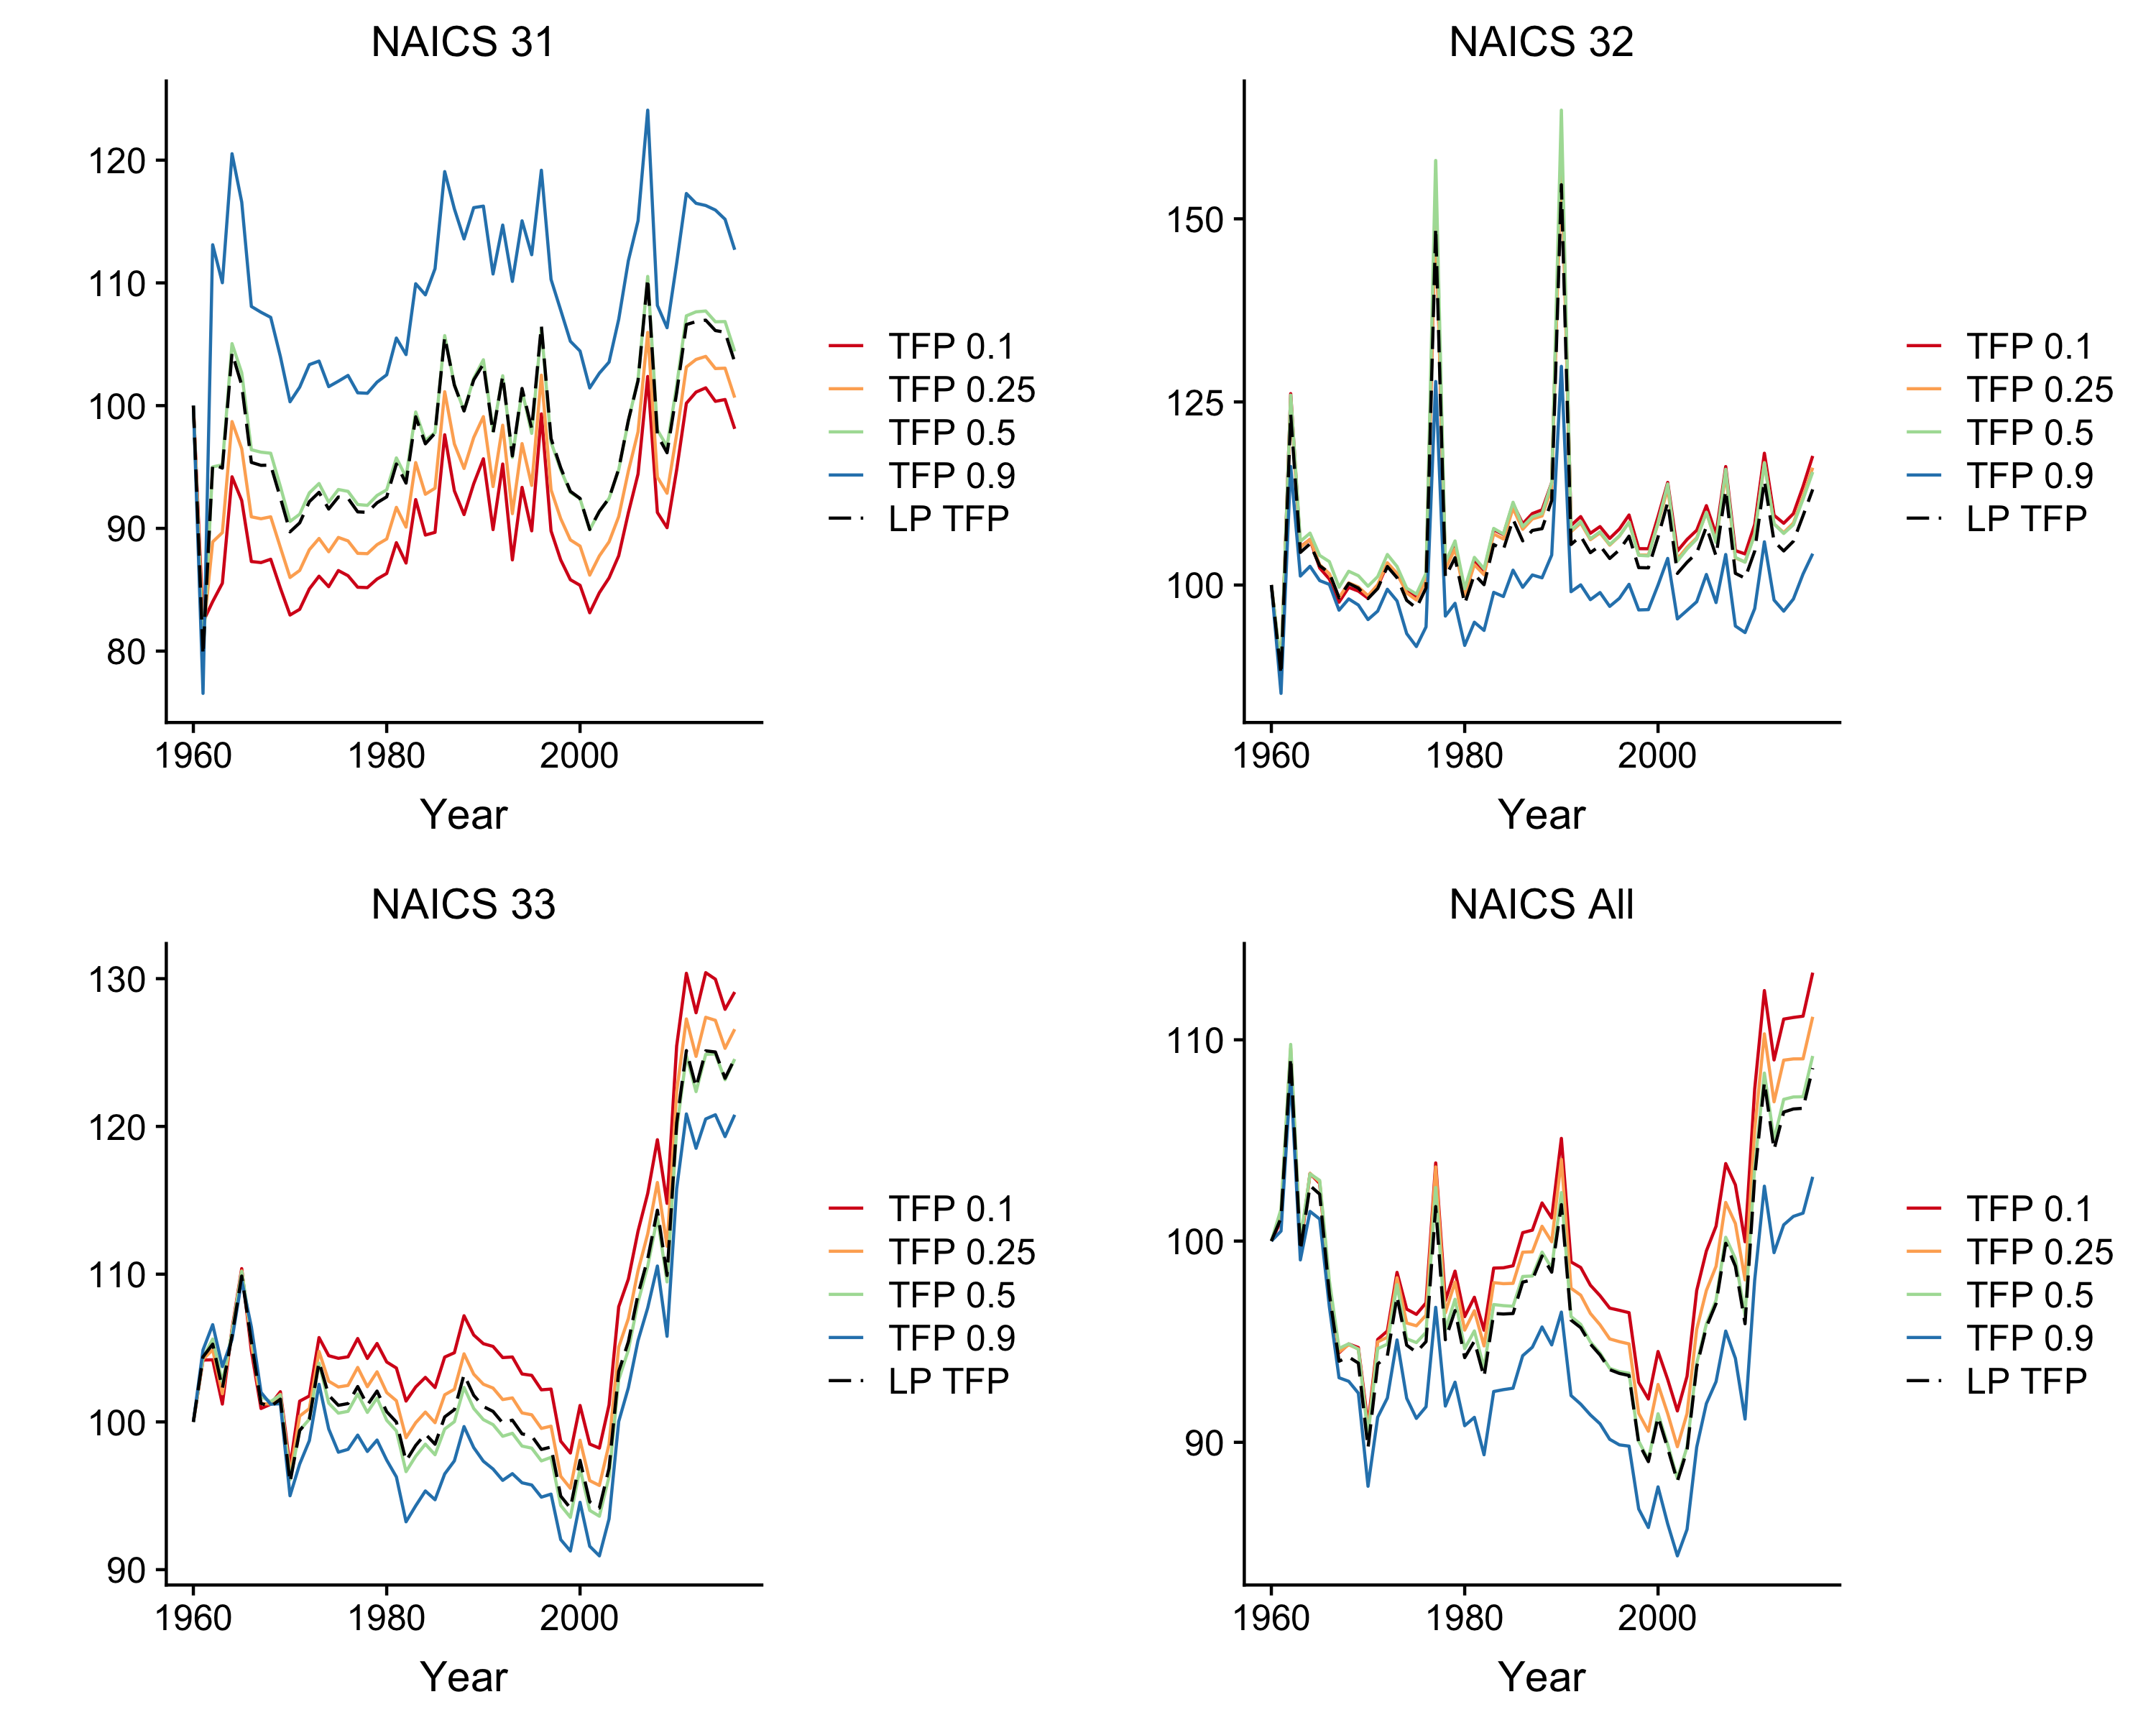 NAICS 31
120
110
100
90
80
1960 1980 2000
Year
TFP 0.1
TFP 0.25
TFP 0.5
TFP 0.9
LP TFP
NAICS 32
150
125
100
1960 1980 2000
Year
TFP 0.1
TFP 0.25
TFP 0.5
TFP 0.9
LP TFP
NAICS 33
130
120
110
100
90
1960 1980 2000
Year
TFP 0.1
TFP 0.25
TFP 0.5
TFP 0.9
LP TFP
NAICS All
110
100
90
1960 1980 2000
Year
TFP 0.1
TFP 0.25
TFP 0.5
TFP 0.9
LP TFP